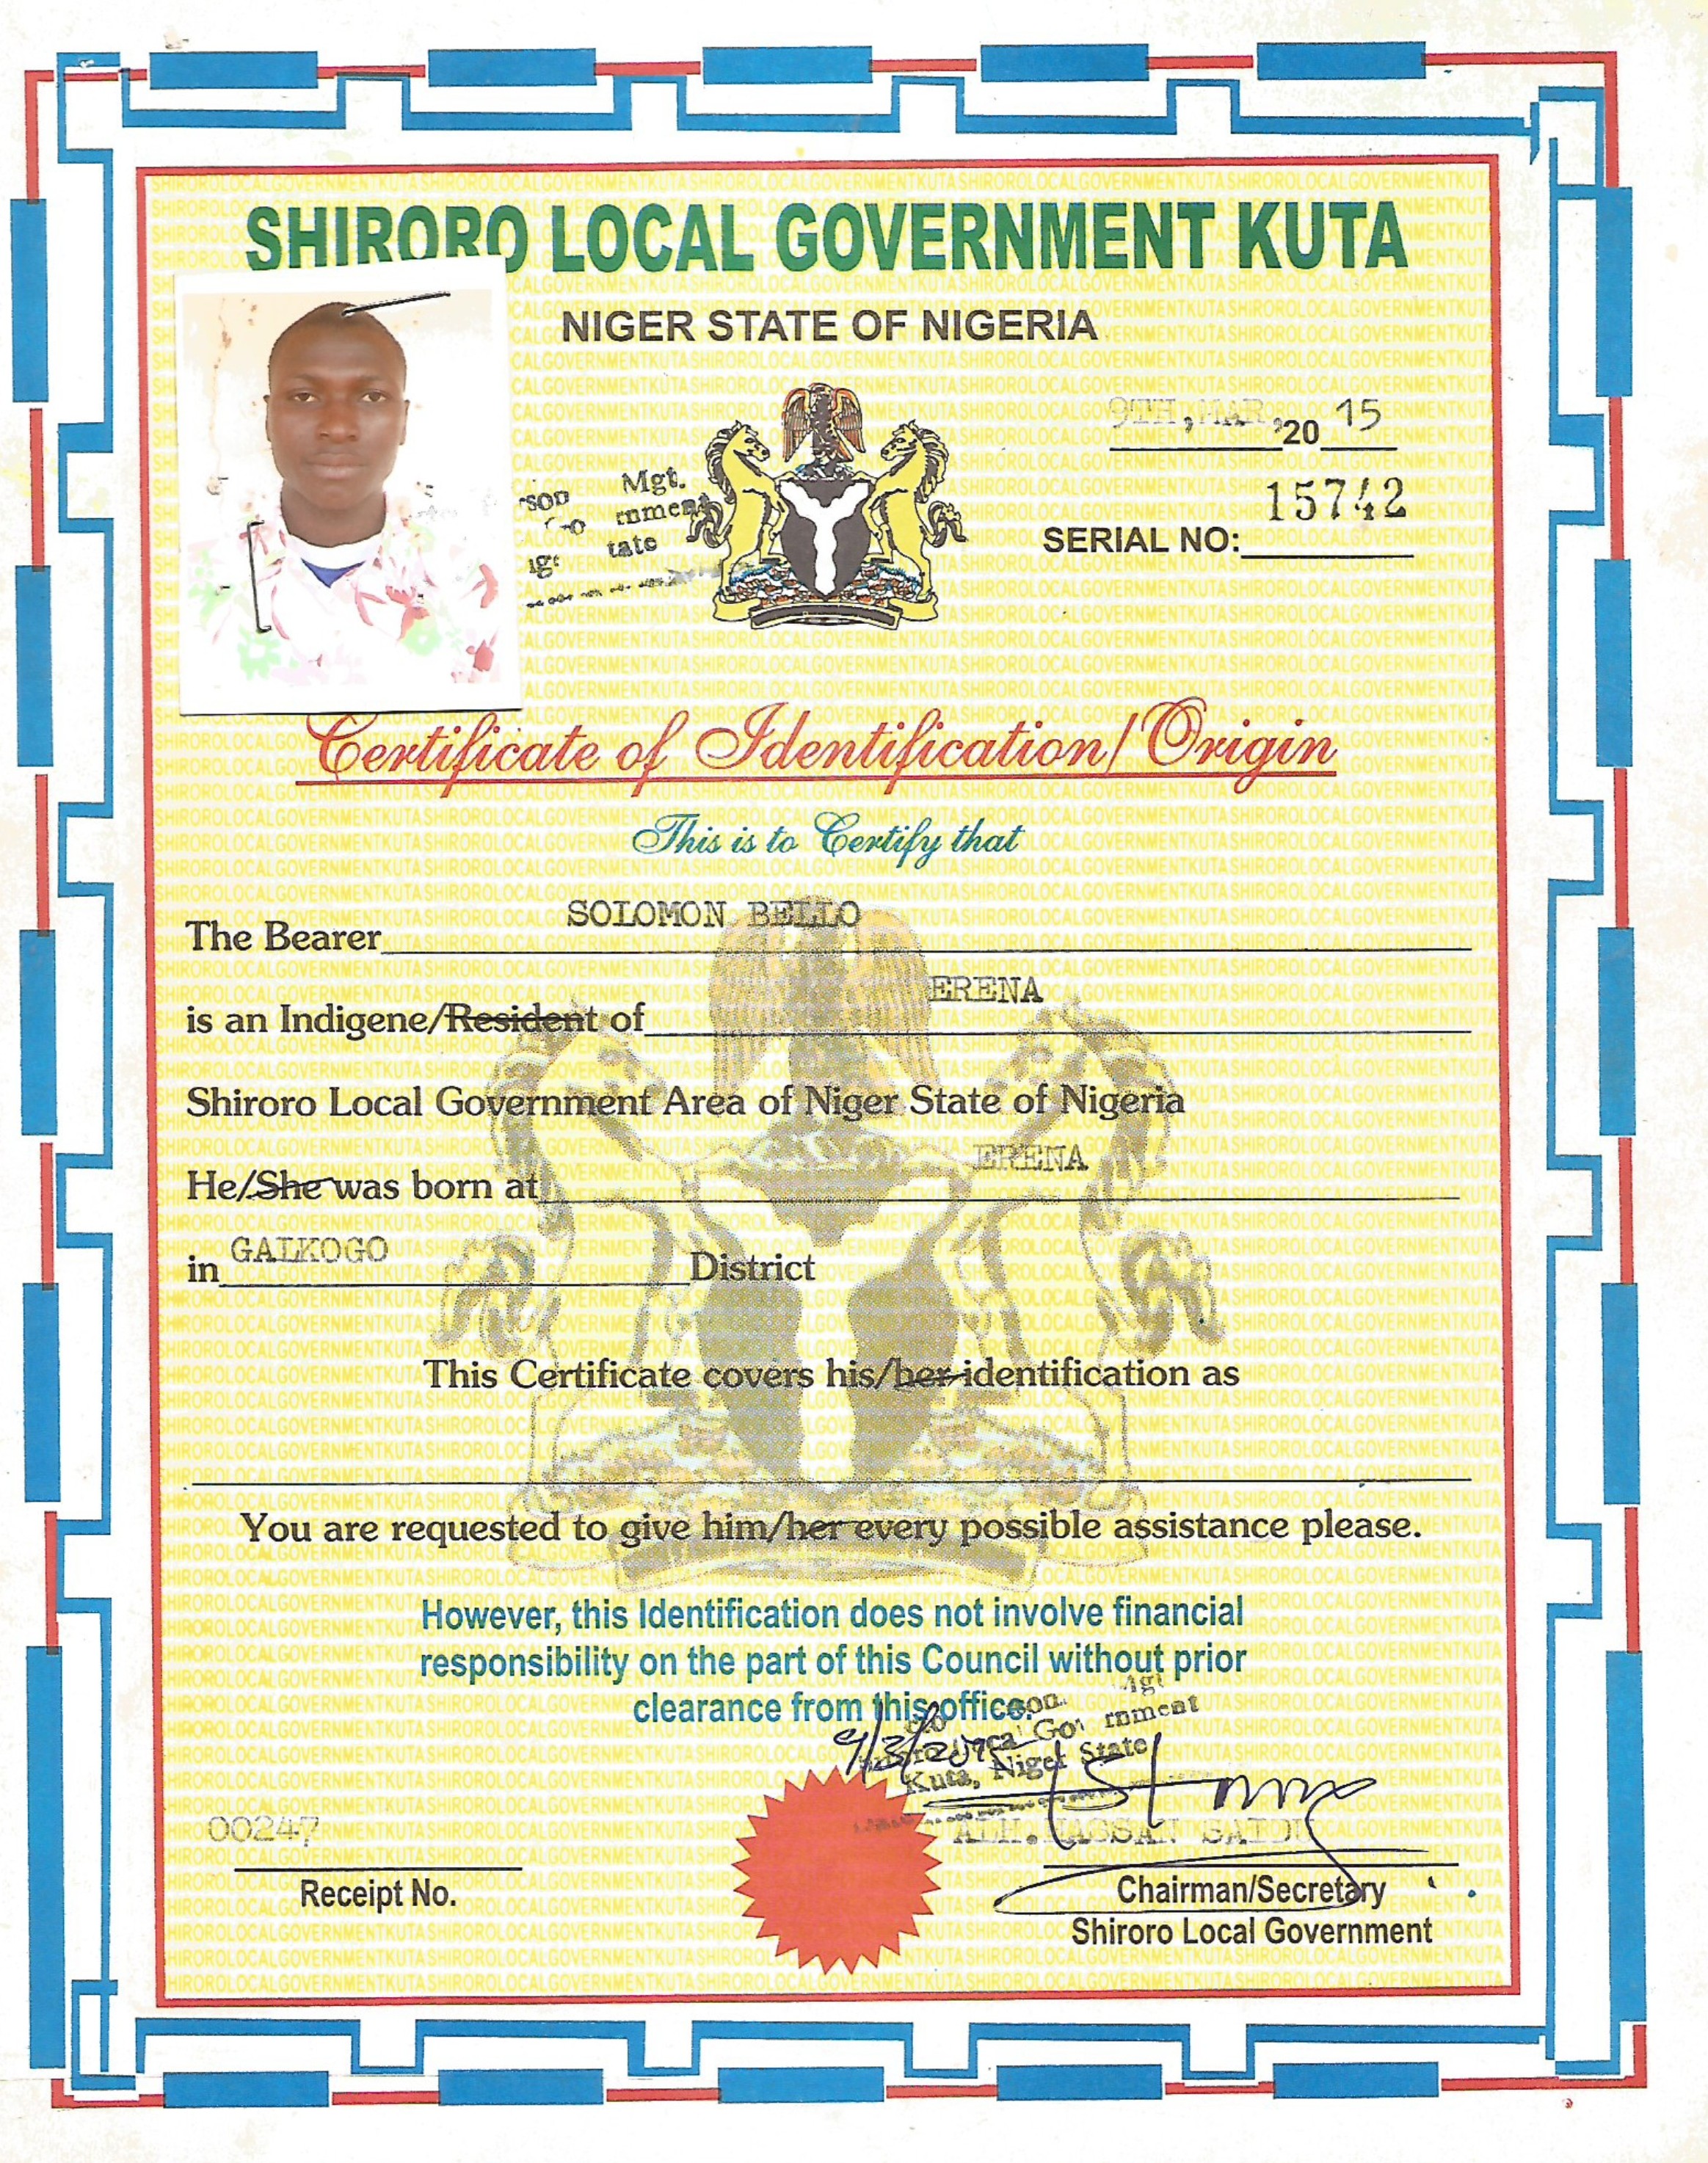 SHIRORO LOCAL GOVERNMENT KUTA
NIGER STATE OF NIGERIA
9TH, MAR, 20 15
Mgt.
SERIAL NO: 15742
Certificate of Identification/Origin
This is to Certify that
The Bearer SOLOMON BELLO
is an Indigene/Resident of ERENA
Shiroro Local Government Area of Niger State of Nigeria
He/She was born at ERENA
in GALKOGO District
This Certificate covers his/her identification as
You are requested to give him/her every possible assistance please.
However, this Identification does not involve financial
responsibility on the part of this Council without prior
clearance from this office.
9/3/2015
Kuta, Niger State
00247
ALH. HASSAN SAIDU
Receipt No.
Chairman/Secretary
Shiroro Local Government